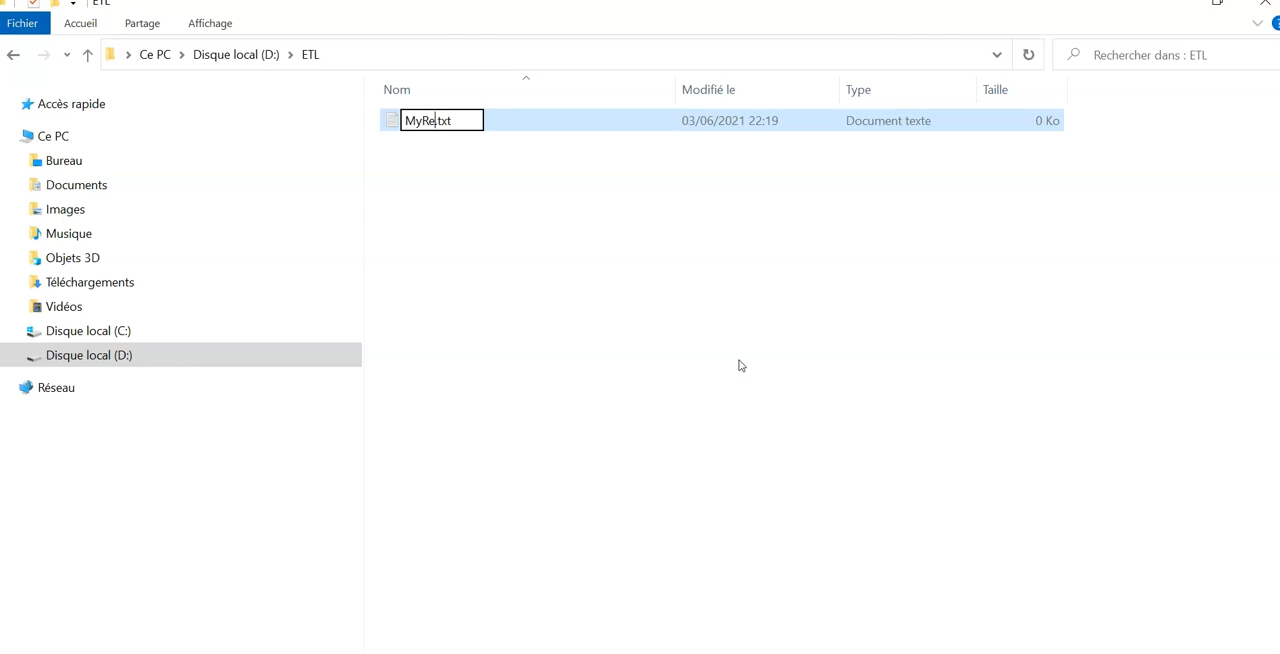 ETL
Fichier Accueil Partage Affichage
Ce PC Disque local (D:) ETL Rechercher dans : ETL
Nom Modifié le Type Taille
MyRe.txt 03/06/2021 22:19 Document texte 0 Ko
Accès rapide
Ce PC
Bureau
Documents
Images
Musique
Objets 3D
Téléchargements
Vidéos
Disque local (C:)
Disque local (D:)
Réseau